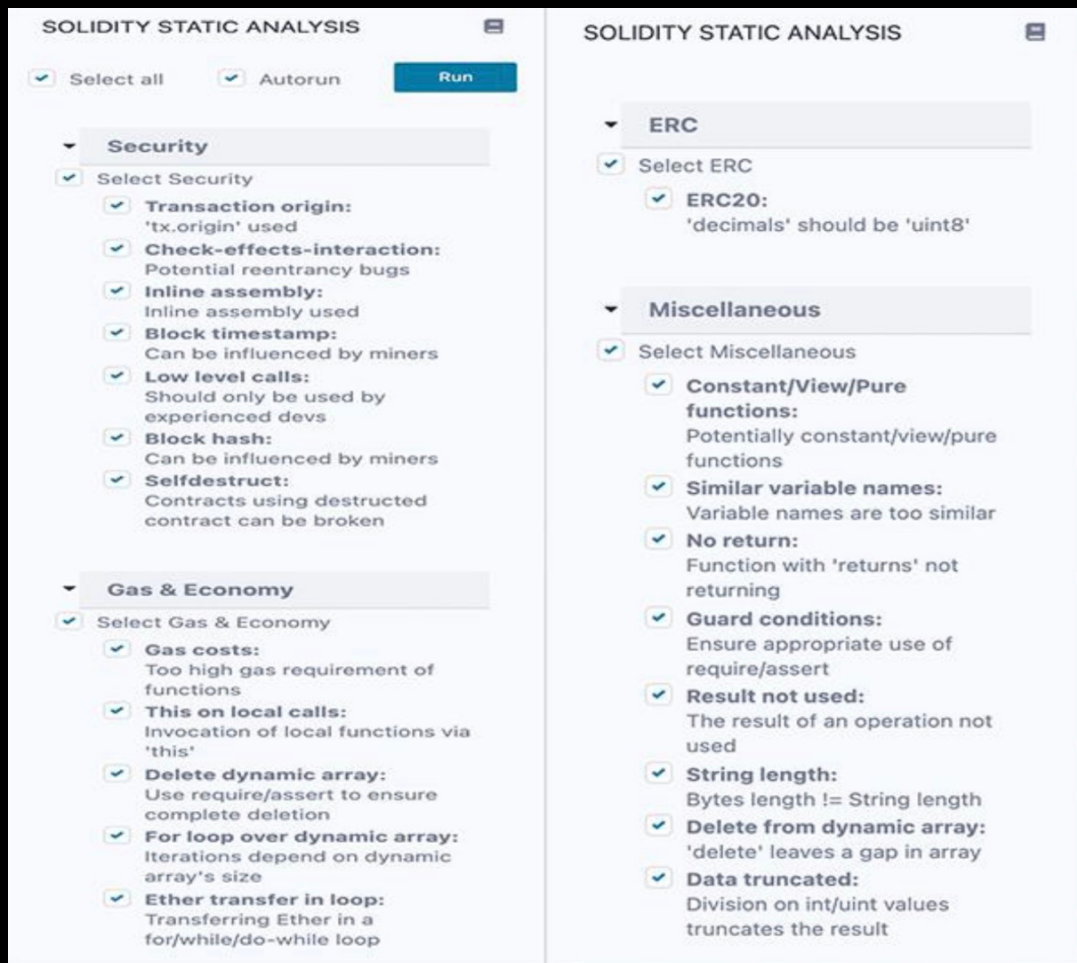 SOLIDITY STATIC ANALYSIS
Select all Autorun Run
Security
Select Security
Transaction origin:
'tx.origin' used
Check-effects-interaction:
Potential reentrancy bugs
Inline assembly:
Inline assembly used
Block timestamp:
Can be influenced by miners
Low level calls:
Should only be used by
experienced devs
Block hash:
Can be influenced by miners
Selfdestruct:
Contracts using destructed
contract can be broken
Gas & Economy
Select Gas & Economy
Gas costs:
Too high gas requirement of
functions
This on local calls:
Invocation of local functions via
'this'
Delete dynamic array:
Use require/assert to ensure
complete deletion
For loop over dynamic array:
Iterations depend on dynamic
array's size
Ether transfer in loop:
Transferring Ether in a
for/while/do-while loop
SOLIDITY STATIC ANALYSIS
ERC
Select ERC
ERC20:
'decimals' should be 'uint8'
Miscellaneous
Select Miscellaneous
Constant/View/Pure
functions:
Potentially constant/view/pure
functions
Similar variable names:
Variable names are too similar
No return:
Function with 'returns' not
returning
Guard conditions:
Ensure appropriate use of
require/assert
Result not used:
The result of an operation not
used
String length:
Bytes length != String length
Delete from dynamic array:
'delete' leaves a gap in array
Data truncated:
Division on int/uint values
truncates the result